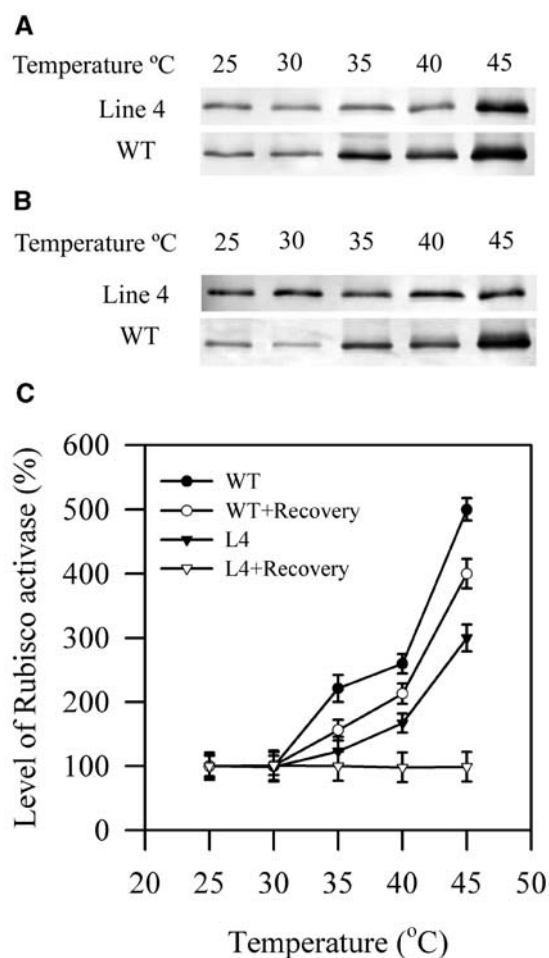 A
Temperature ºC 25 30 35 40 45
Line 4
WT
B
Temperature ºC 25 30 35 40 45
Line 4
WT
C
Level of Rubisco activase (%)
600
500
400
300
200
100
0
WT
WT+Recovery
L4
L4+Recovery
20 25 30 35 40 45 50
Temperature (°C)